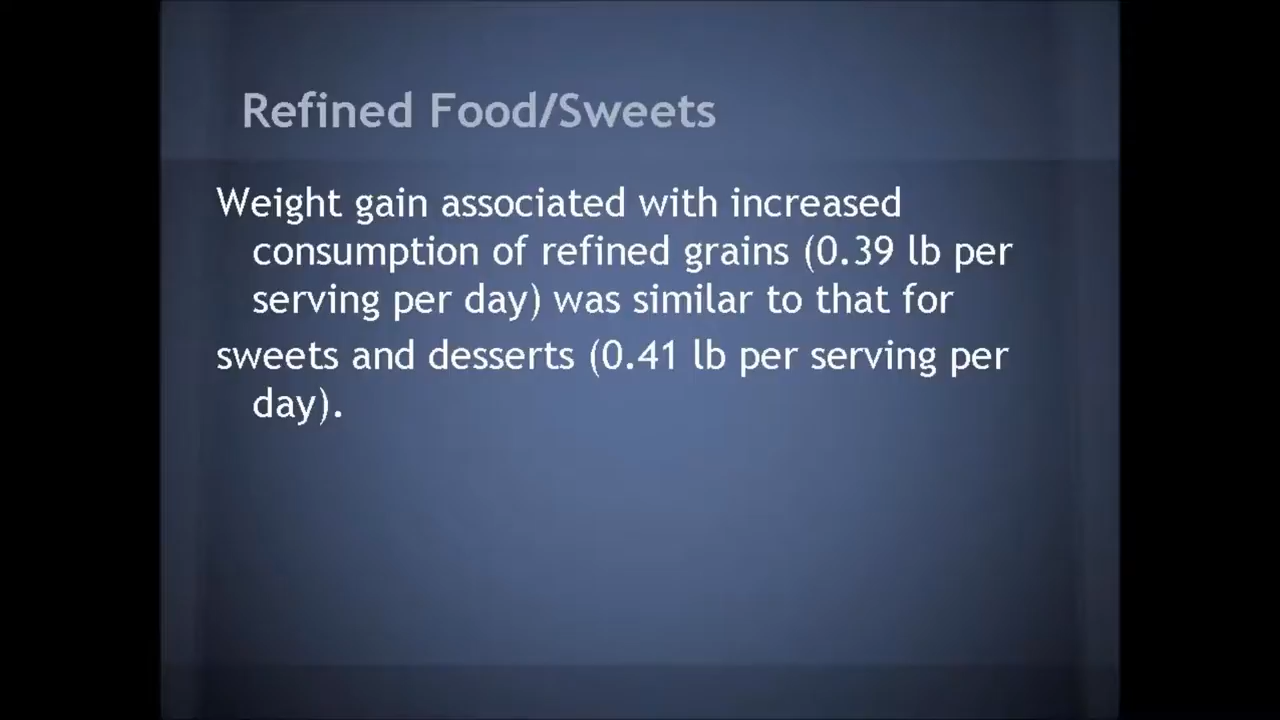 Refined Food/Sweets
Weight gain associated with increased
consumption of refined grains (0.39 lb per
serving per day) was similar to that for
sweets and desserts (0.41 lb per serving per
day).